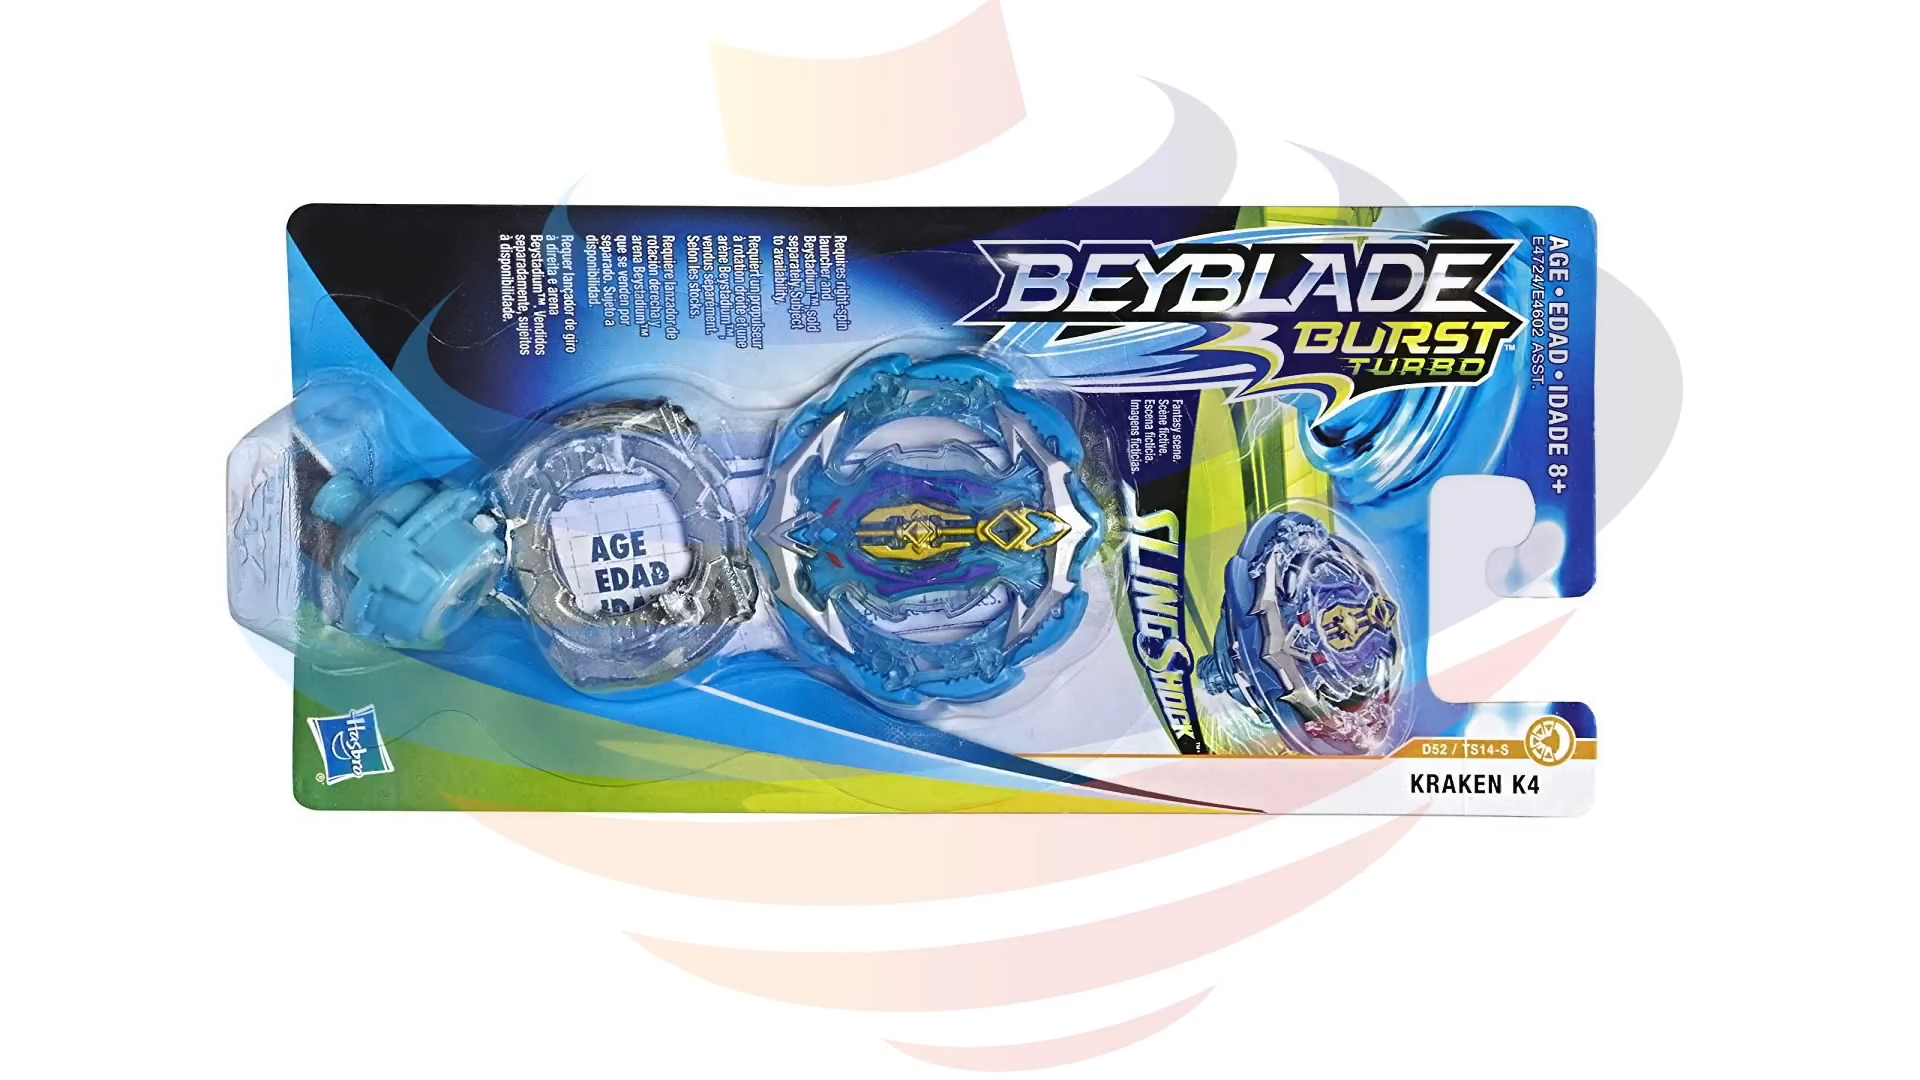 BEYBLADE
BURST
TURBO
™
AGE • EDAD • IDADE 8+
E4724/E4602 ASST.
Requires right-spin
launcher and
Beystadium™, sold
separately. Subject
to availability.
Requiert un propulseur
à rotation droite et une
arène Beystadium™,
vendus séparément.
Selon les stocks.
Requiere lanzador de
rotación derecha y
arena Beystadium™
que se venden por
separado. Sujeto a
disponibilidad.
Requer lançador de giro
à direita e arena
Beystadium™. Vendidos
separadamente, sujeitos
à disponibilidade.
Fantasy scene.
Scène fictive.
Escena ficticia.
Imagens fictícias.
SLINGSHOCK™
AGE
EDAD
Hasbro
®
D52 / TS14-S
KRAKEN K4